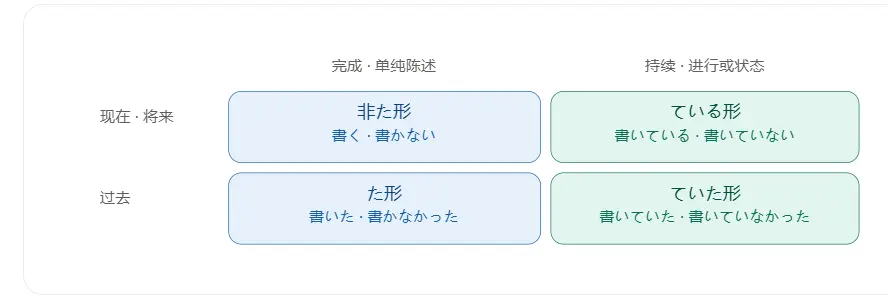 完成 · 单纯陈述
持续 · 进行或状态
现在 · 将来
非た形
書く · 書かない
ている形
書いている · 書いていない
过去
た形
書いた · 書かなかった
ていた形
書いていた · 書いていなかった